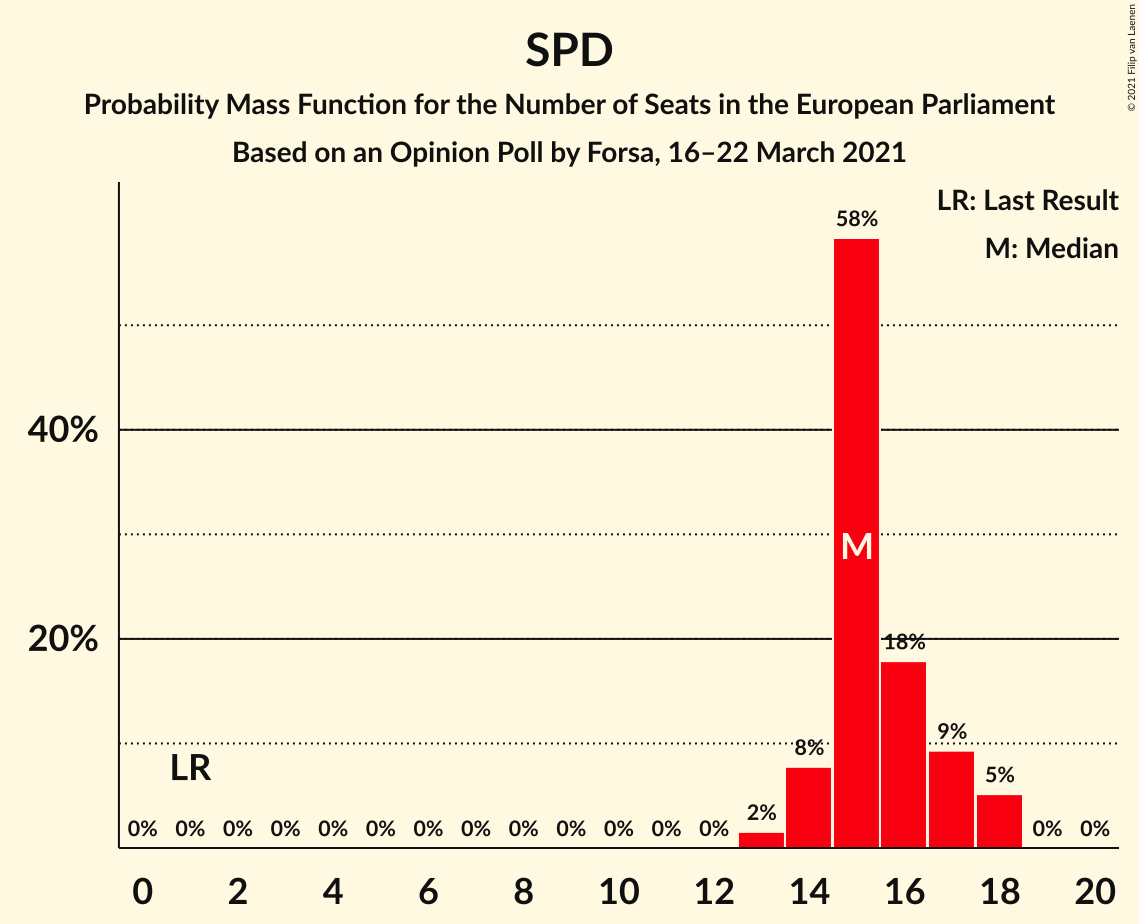 SPD
Probability Mass Function for the Number of Seats in the European Parliament
Based on an Opinion Poll by Forsa, 16–22 March 2021
© 2021 Filip van Laenen
LR: Last Result
M: Median
58%
40%
M
20%
18%
9%
8%
LR
5%
2%
0% 0% 0% 0% 0% 0% 0% 0% 0% 0% 0% 0% 0% 0% 0%
0 2 4 6 8 10 12 14 16 18 20